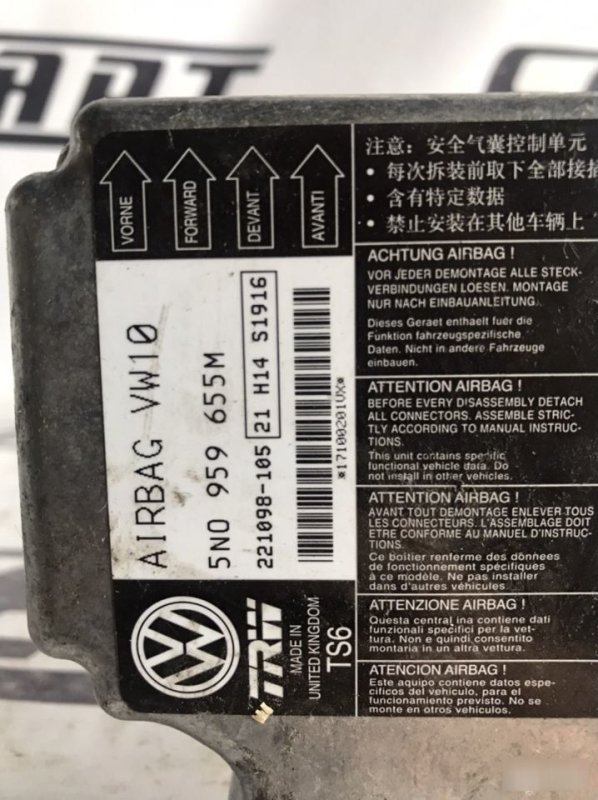 VORNE
FORWARD
DEVANT
AVANTI
AIRBAG VW10
5N0 959 655M
221098-105 21 H14 S1916
*17100201VX*
TRW
MADE IN
UNITED KINGDOM
TS6
注意：安全气囊控制单元
• 每次拆装前取下全部接插
• 含有特定数据
• 禁止安装在其他车辆上
ACHTUNG AIRBAG !
VOR JEDER DEMONTAGE ALLE STECK-
VERBINDUNGEN LOESEN. MONTAGE
NUR NACH EINBAUANLEITUNG.
Dieses Geraet enthaelt fuer die
Funktion fahrzeugspezifische
Daten. Nicht in andere Fahrzeuge
einbauen.
ATTENTION AIRBAG !
BEFORE EVERY DISASSEMBLY DETACH
ALL CONNECTORS. ASSEMBLE STRIC-
TLY ACCORDING TO MANUAL INSTRUC-
TIONS.
This unit contains specific
functional vehicle data. Do
not install in other vehicles.
ATTENTION AIRBAG !
AVANT TOUT DEMONTAGE ENLEVER TOUS
LES CONNECTEURS. L'ASSEMBLAGE DOIT
ETRE CONFORME AU MANUEL D'INSTRUC-
TIONS.
Ce boîtier renferme des données
de fonctionnement spécifiques
à ce modèle. Ne pas installer
dans d'autres véhicules
ATTENZIONE AIRBAG !
Questa central ina contiene dati
funzionali specifici per la vet-
tura. Non e quindi consentito
montaria in un altra vettura.
ATENCION AIRBAG !
Este aquipo contiene datos espe-
cificos del vehículo, para el
funcionamiento previsto. No se
monte en otros vehículos.